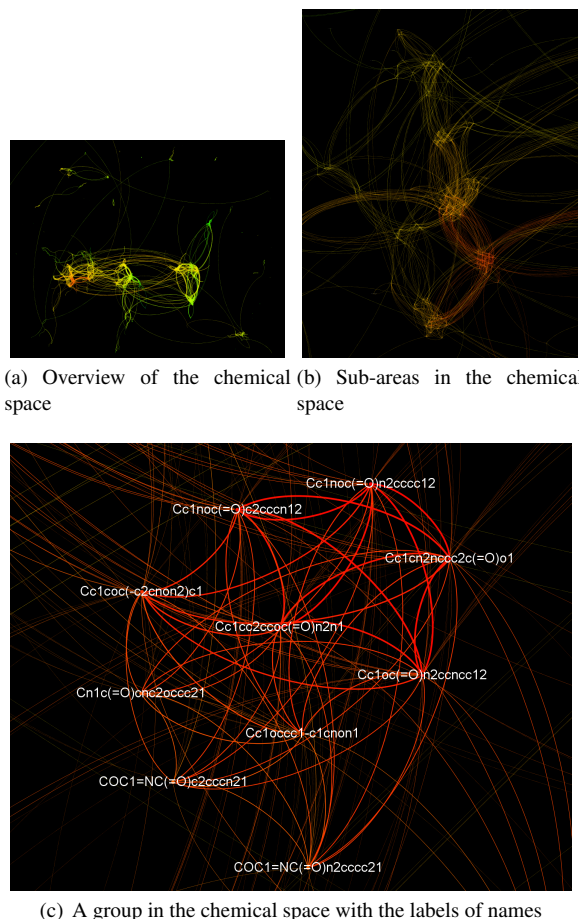 (a) Overview of the chemical
space
(b) Sub-areas in the chemical
space
Cc1noc(=O)n2cccc12
Cc1noc(=O)c2cccn12
Cc1cn2nccc2c(=O)o1
Cc1coc(-c2cnon2)c1
Cc1cc2ccoc(=O)n2n1
Cc1oc(=O)n2ccncc12
Cn1c(=O)onc2occc21
Cc1occc1-c1cnon1
COC1=NC(=O)c2cccn21
COC1=NC(=O)n2cccc21
(c) A group in the chemical space with the labels of names